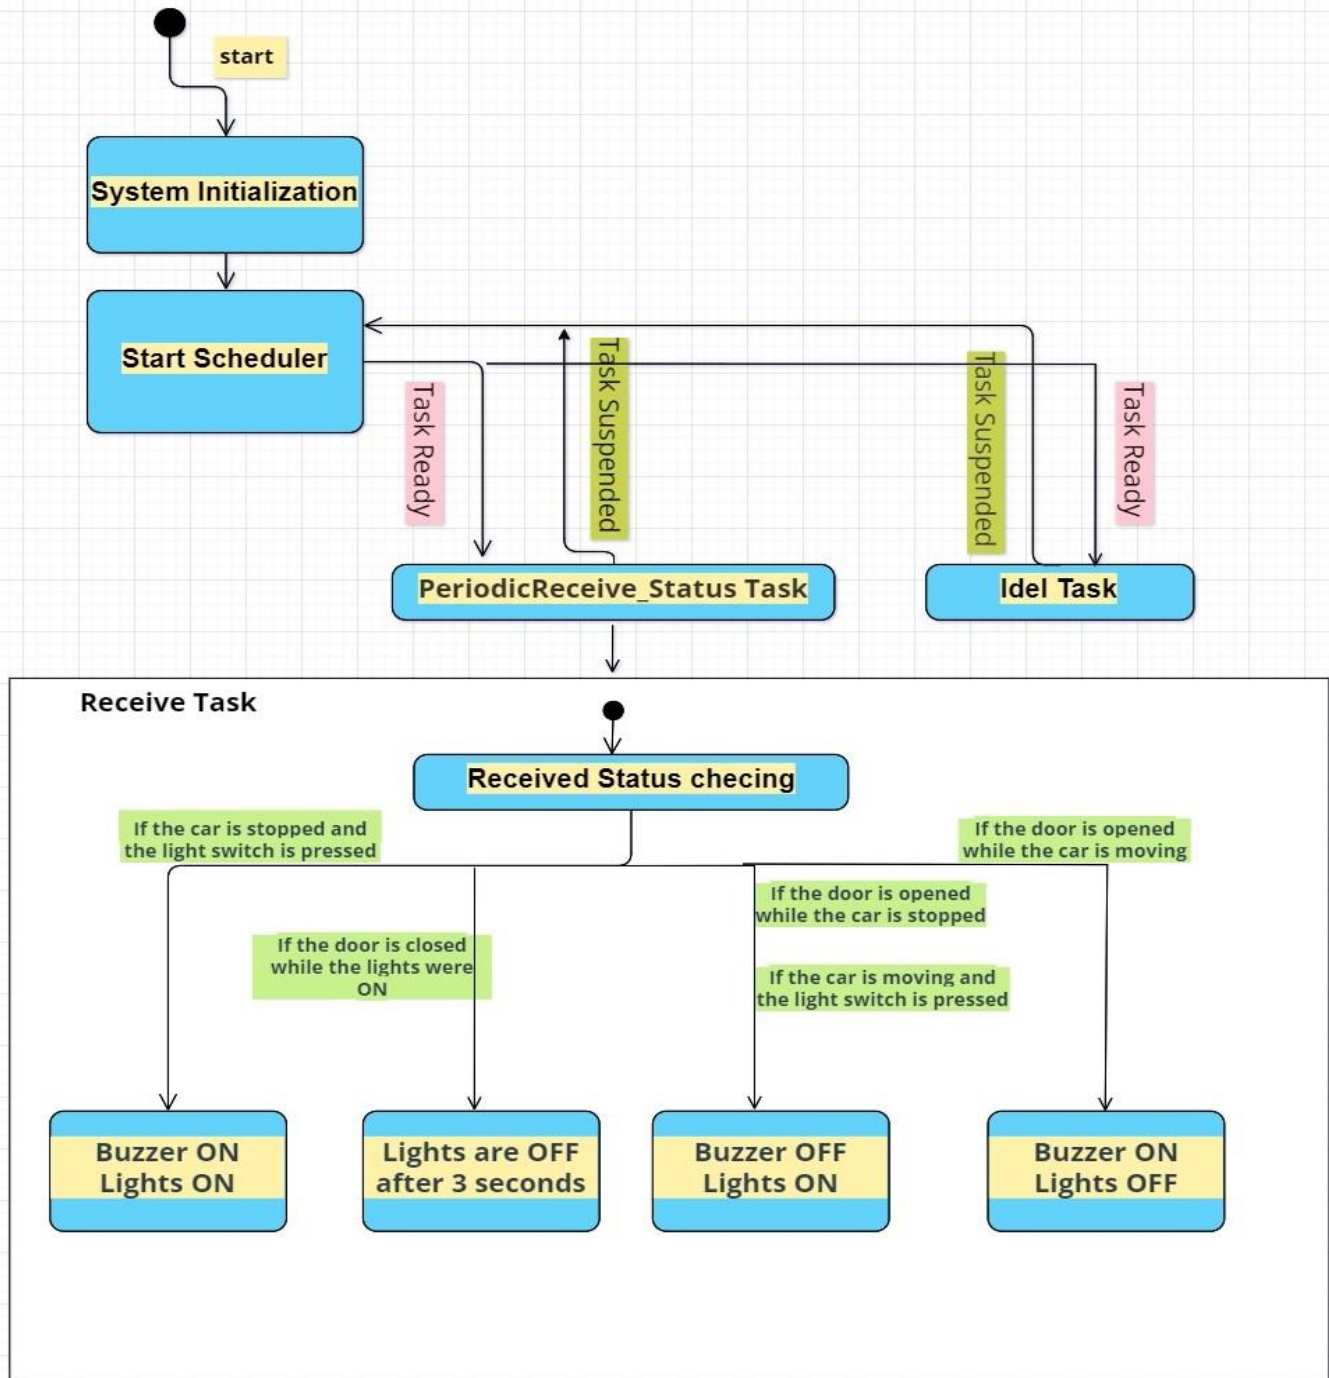 start
System Initialization
Start Scheduler
Task Ready
Task Suspended
Task Suspended
Task Ready
PeriodicReceive_Status Task
Idel Task
Receive Task
Received Status checing
If the car is stopped and
the light switch is pressed
If the door is opened
while the car is moving
If the door is opened
while the car is stopped
If the door is closed
while the lights were
ON
If the car is moving and
the light switch is pressed
Buzzer ON
Lights ON
Lights are OFF
after 3 seconds
Buzzer OFF
Lights ON
Buzzer ON
Lights OFF